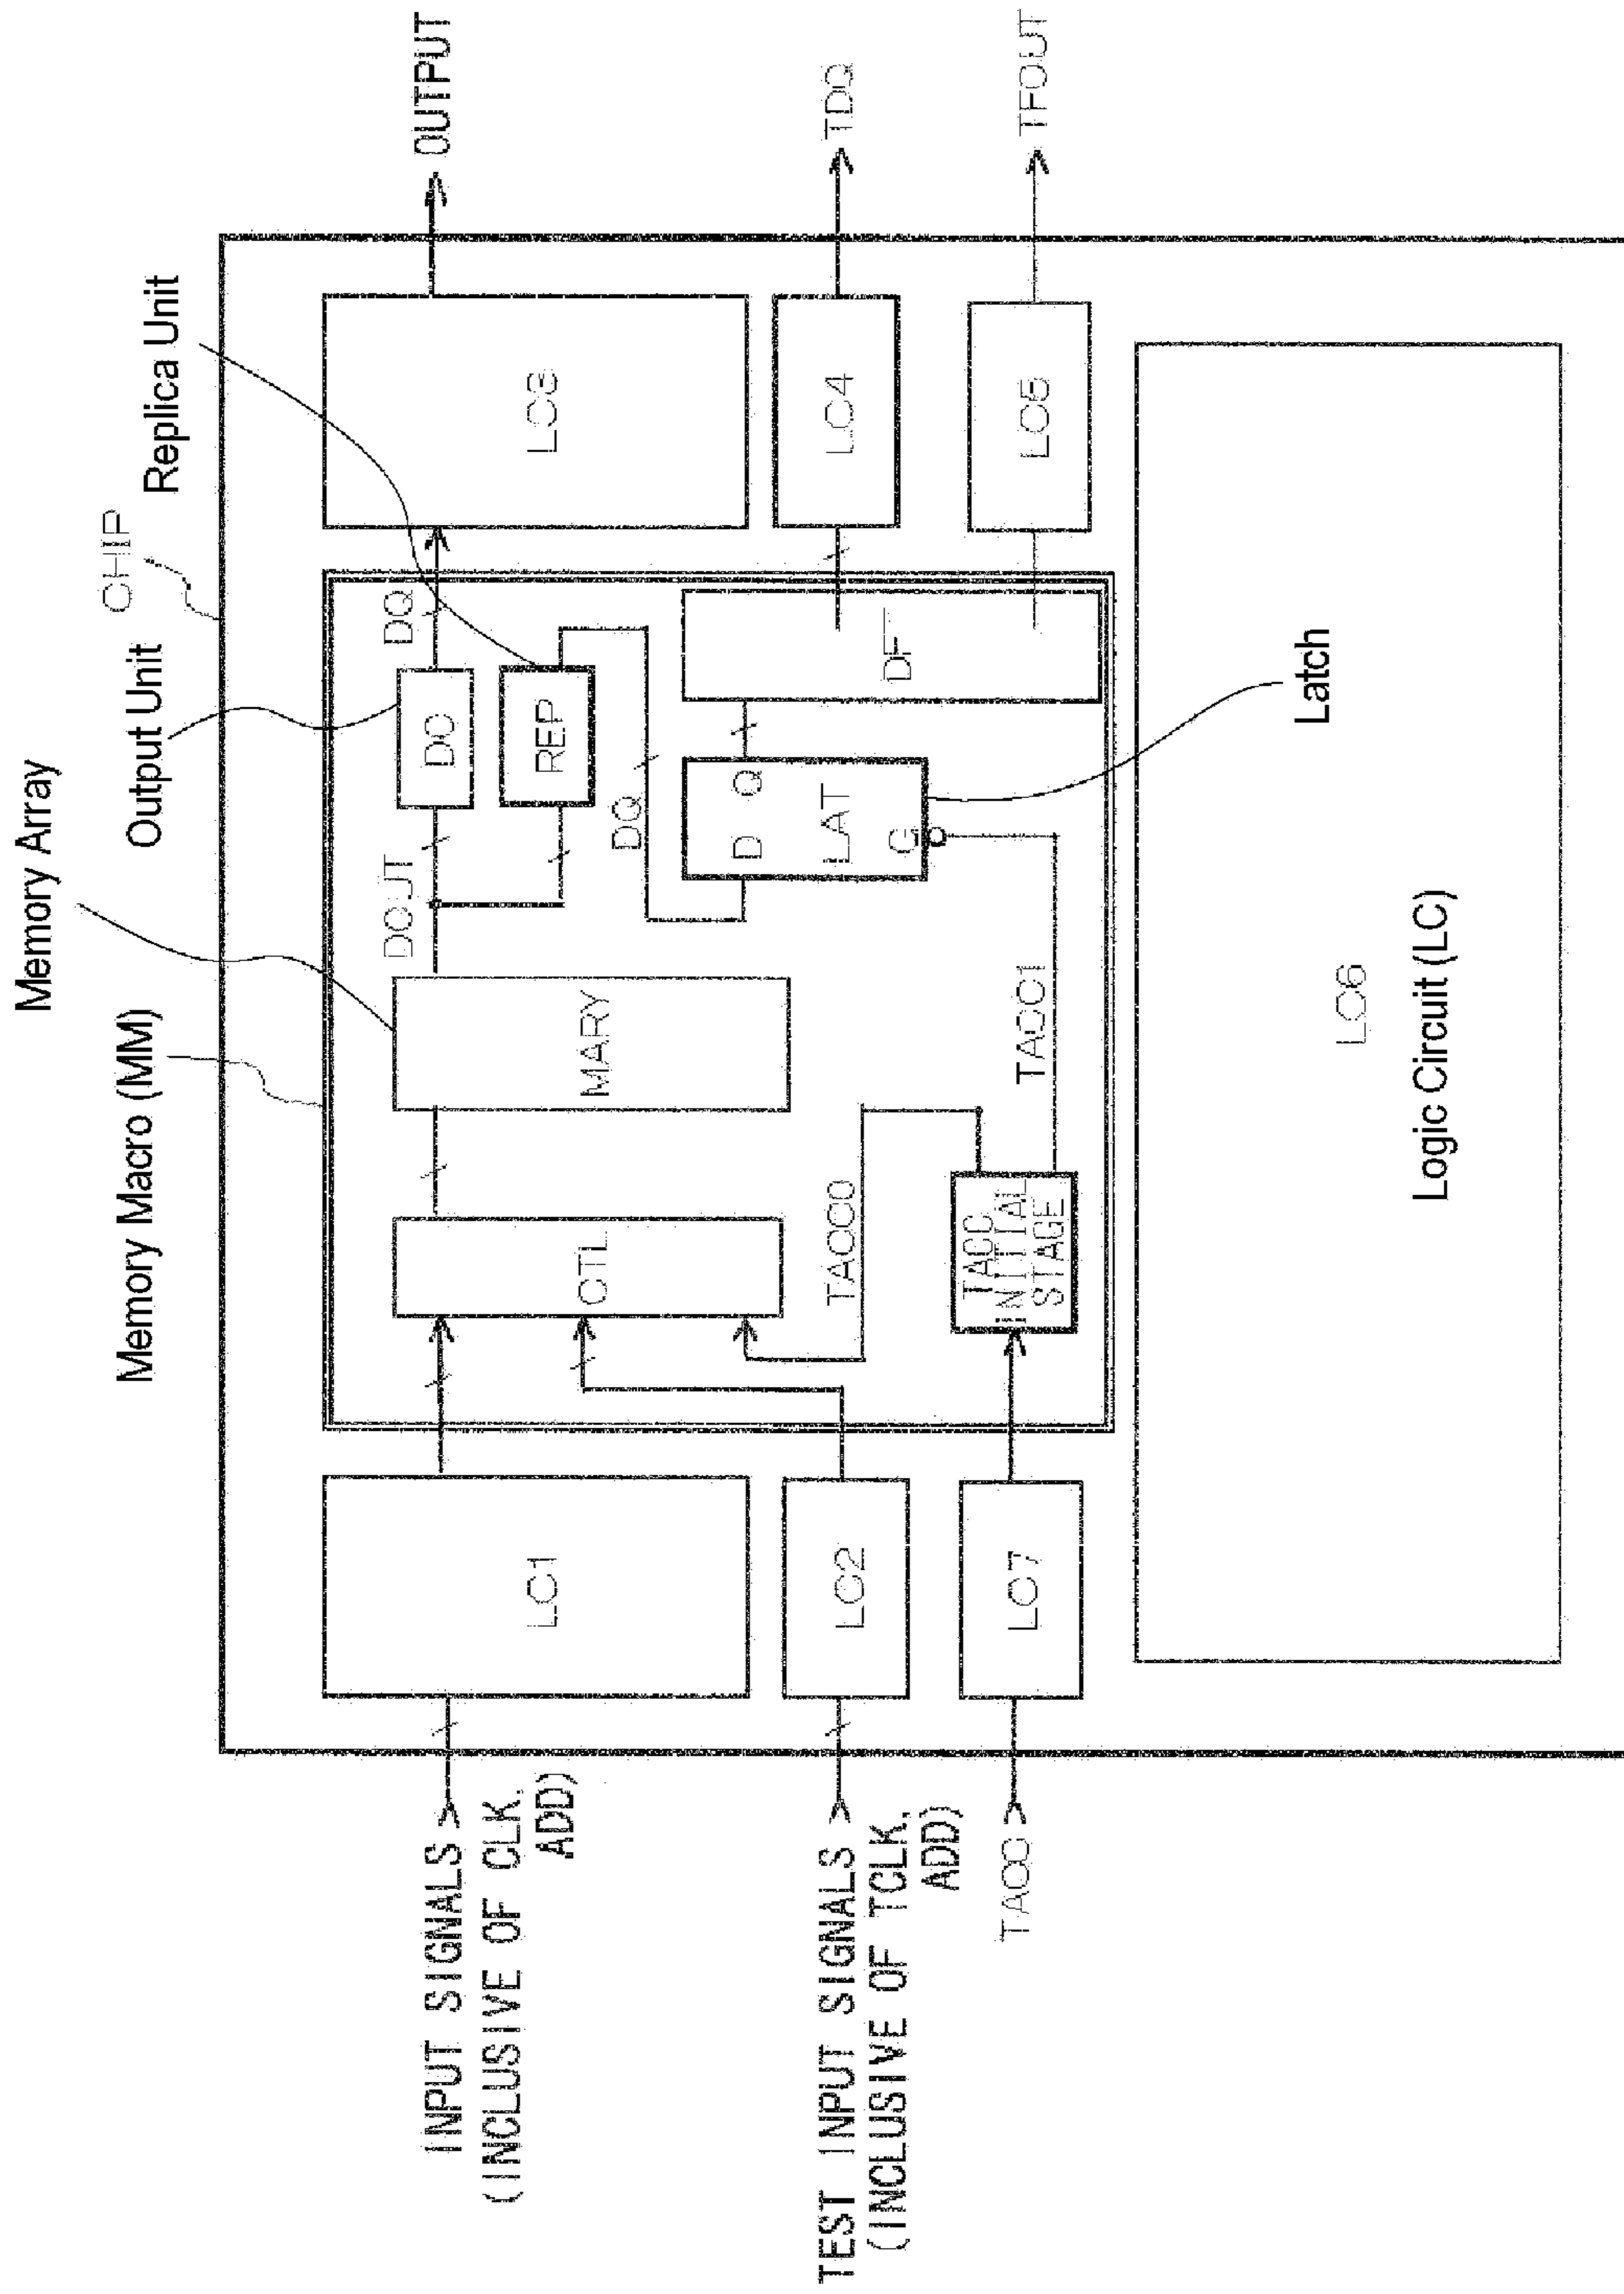 Memory Array
Memory Macro (MM)
Output Unit
CHIP
Replica Unit
INPUT SIGNALS
(INCLUSIVE OF CLK,
ADD)
LC1
CTL
MARY
DOUT
DO
DQ
LC3
OUTPUT
REP
DQ
TEST INPUT SIGNALS
(INCLUSIVE OF TCLK,
ADD)
LC2
TACC0
D Q
LAT
G
DFT
LC4
TDQ
TACC
LC7
TACC
INITIAL
STAGE
TACC1
LC5
TFOUT
Latch
LC6
Logic Circuit (LC)